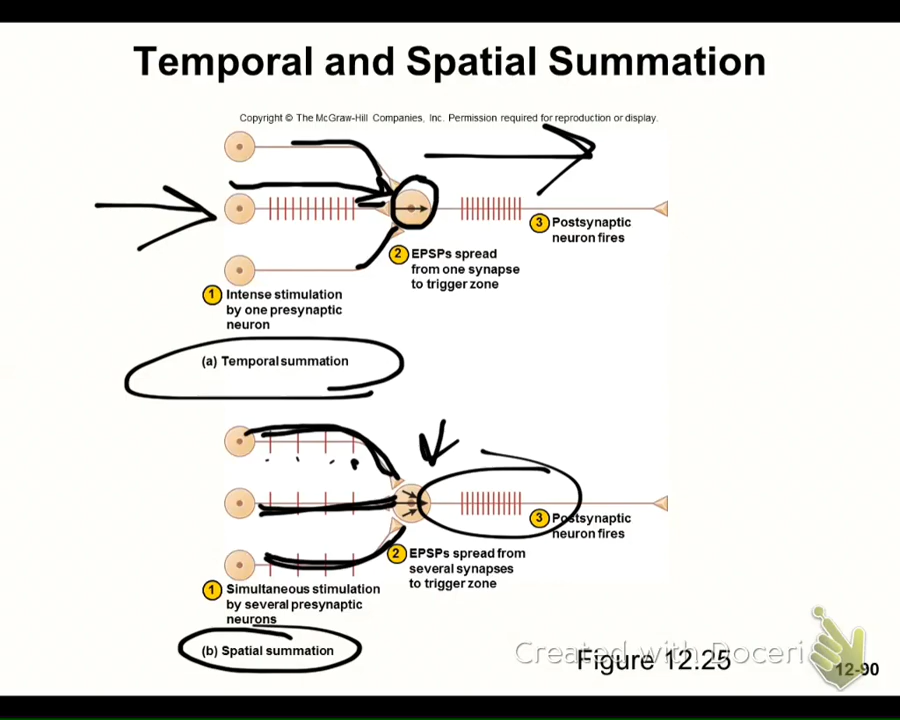 Temporal and Spatial Summation
Copyright © The McGraw-Hill Companies, Inc. Permission required for reproduction or display.
3 Postsynaptic
neuron fires
2 EPSPs spread
from one synapse
to trigger zone
1 Intense stimulation
by one presynaptic
neuron
(a) Temporal summation
3 Postsynaptic
neuron fires
2 EPSPs spread from
several synapses
to trigger zone
1 Simultaneous stimulation
by several presynaptic
neurons
(b) Spatial summation
Created with Doceri
Figure 12.25
12-90